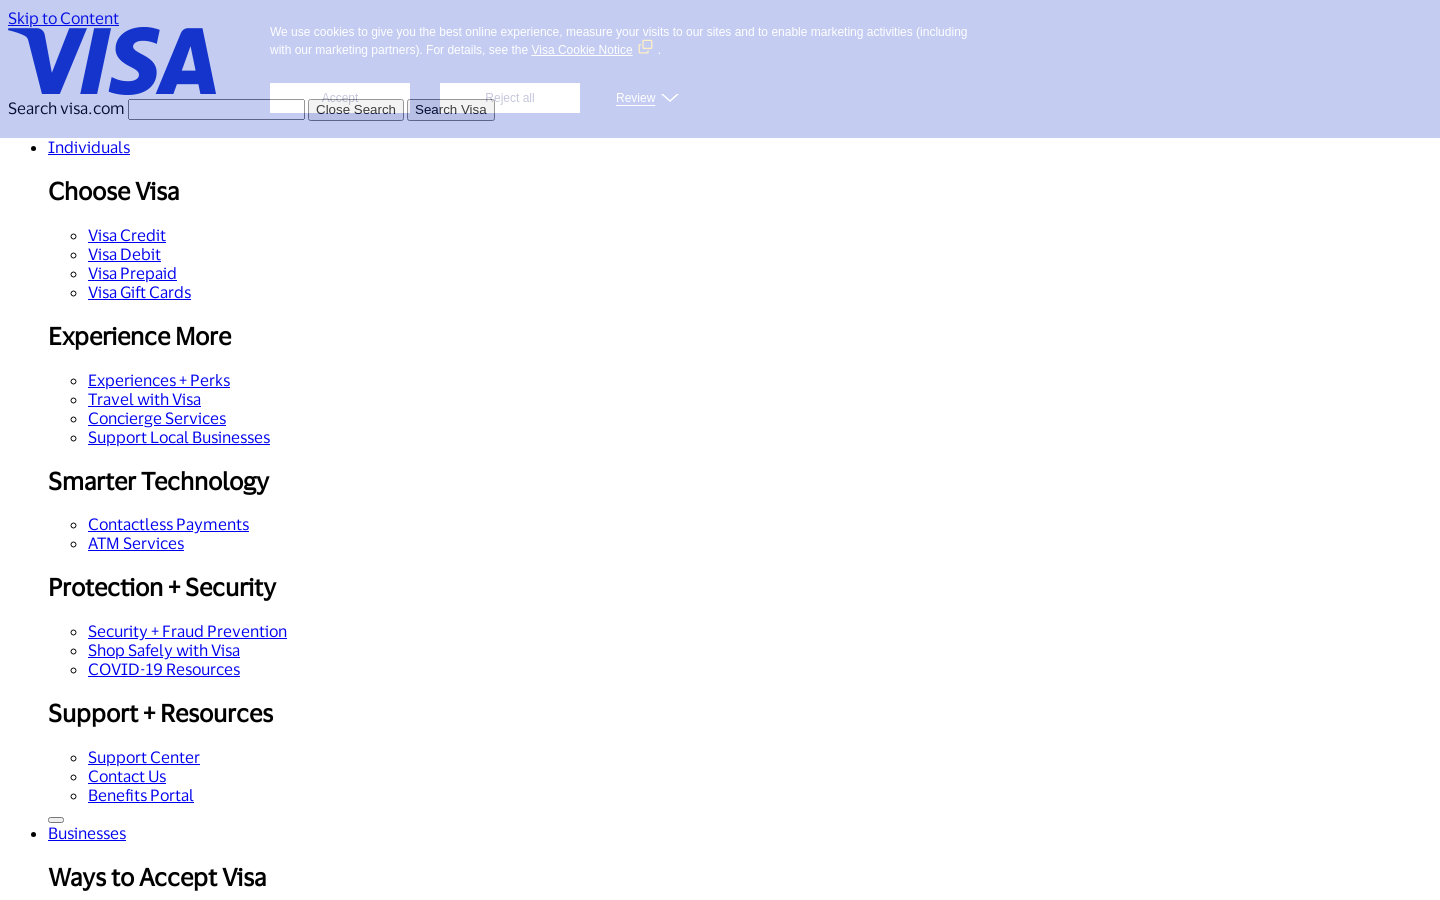 Skip to Content
VISA
We use cookies to give you the best online experience, measure your visits to our sites and to enable marketing activities (including
with our marketing partners). For details, see the Visa Cookie Notice .
Accept
Reject all
Review
Search visa.com
Close Search
Search Visa
Individuals
Choose Visa
Visa Credit
Visa Debit
Visa Prepaid
Visa Gift Cards
Experience More
Experiences + Perks
Travel with Visa
Concierge Services
Support Local Businesses
Smarter Technology
Contactless Payments
ATM Services
Protection + Security
Security + Fraud Prevention
Shop Safely with Visa
COVID-19 Resources
Support + Resources
Support Center
Contact Us
Benefits Portal
Businesses
Ways to Accept Visa